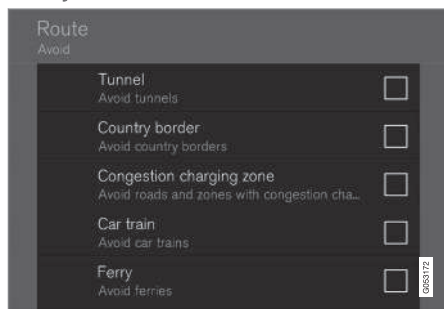 Route
Avoid
Tunnel
Avoid tunnels
Country border
Avoid country borders
Congestion charging zone
Avoid roads and zones with congestion cha...
Car train
Avoid car trains
Ferry
Avoid ferries
G053172